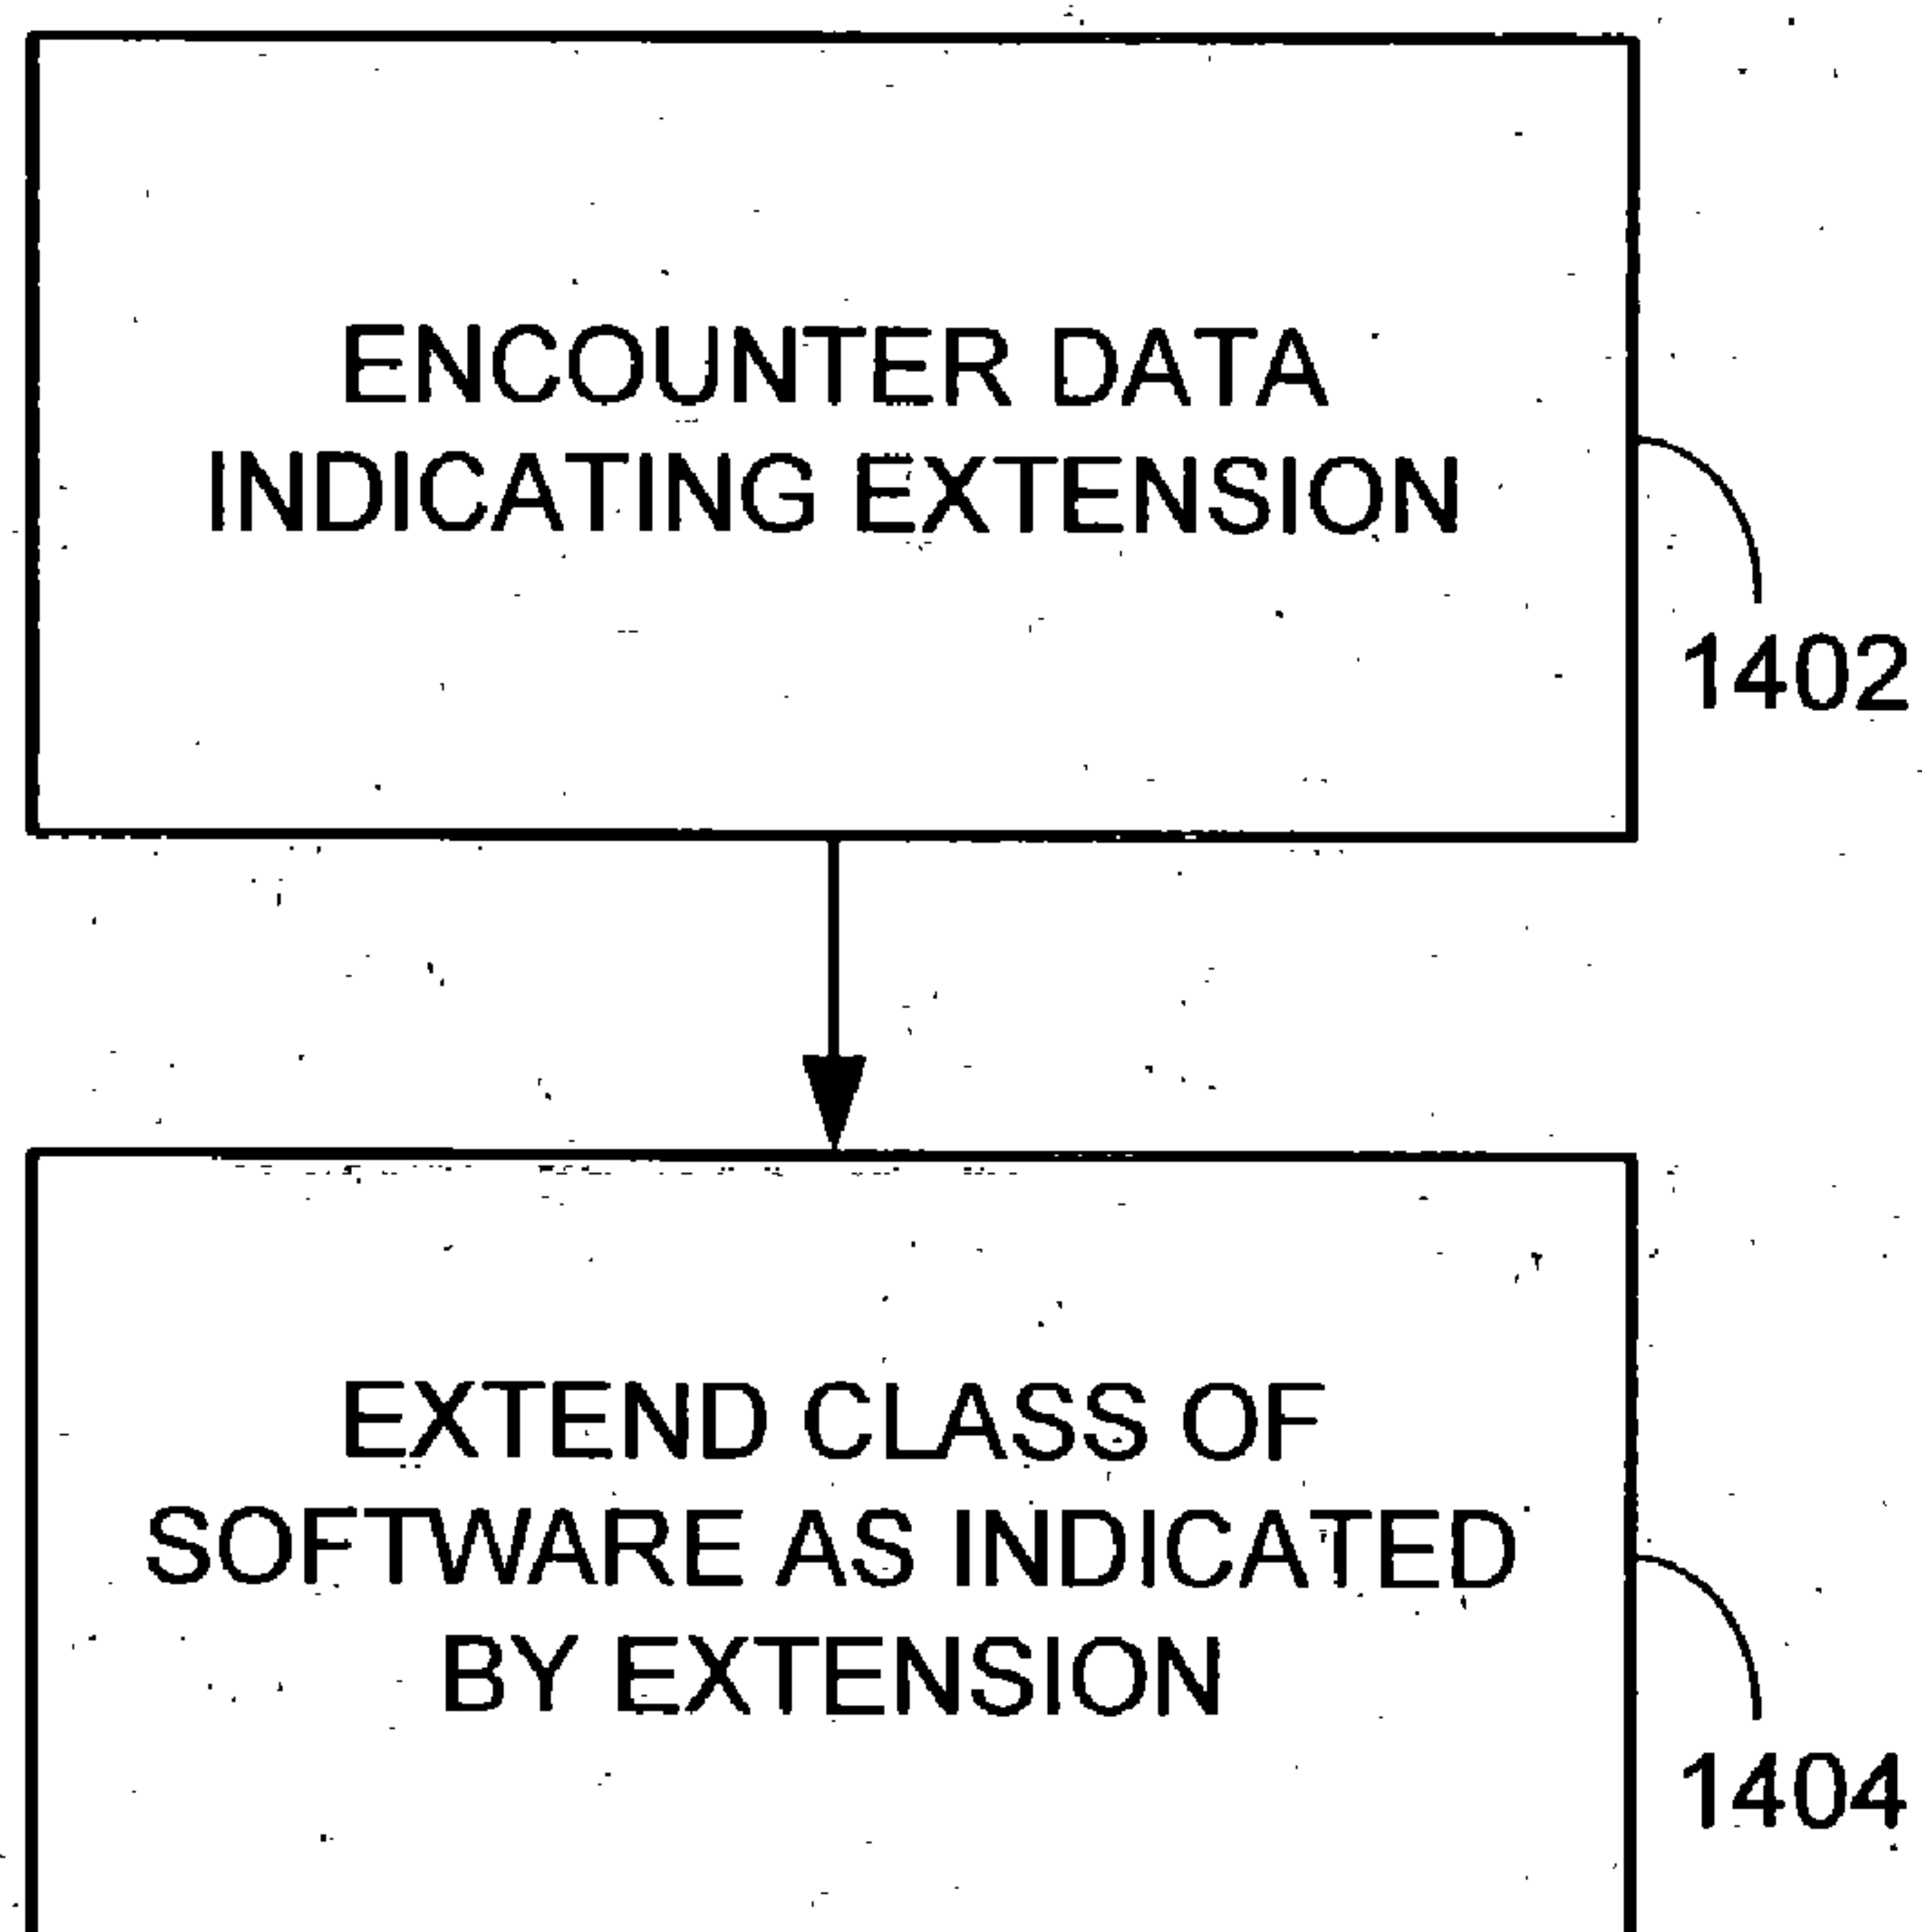 ENCOUNTER DATA
INDICATING EXTENSION
1402
EXTEND CLASS OF
SOFTWARE AS INDICATED
BY EXTENSION
1404